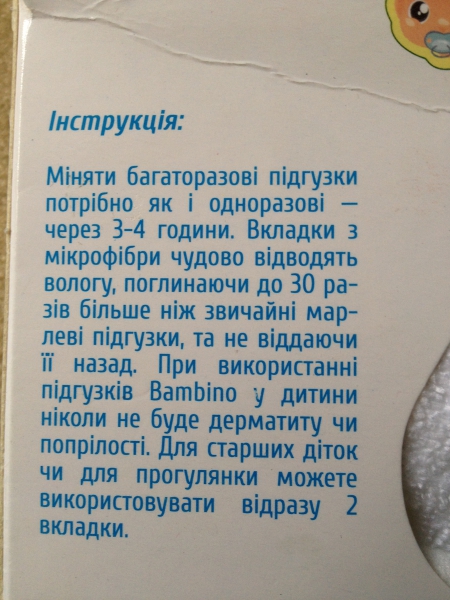 Інструкція:
Міняти багаторазові підгузки
потрібно як і одноразові —
через 3-4 години. Вкладки з
мікрофібри чудово відводять
вологу, поглинаючи до 30 ра-
зів більше ніж звичайні мар-
леві підгузки, та не віддаючи
її назад. При використанні
підгузків Bambino у дитини
ніколи не буде дерматиту чи
попрілості. Для старших діток
чи для прогулянки можете
використовувати відразу 2
вкладки.